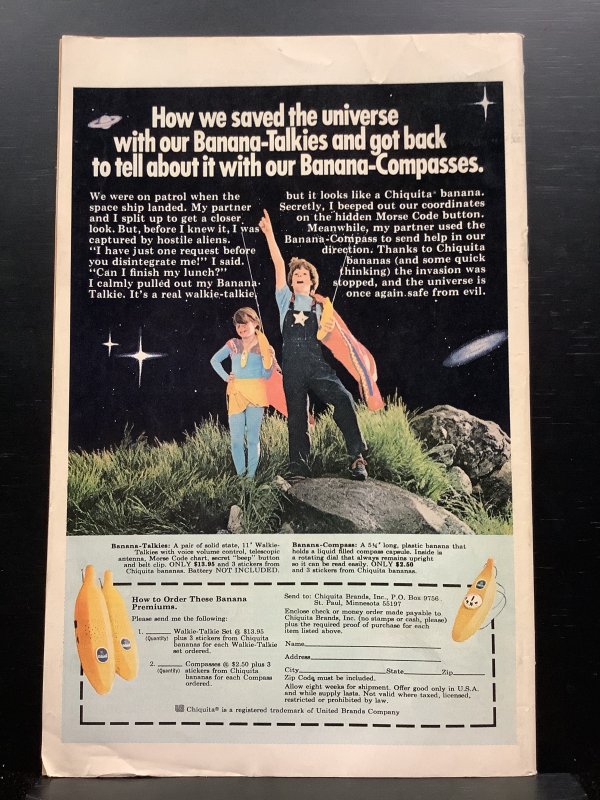 How we saved the universe
with our Banana-Talkies and got back
to tell about it with our Banana-Compasses.
We were on patrol when the
space ship landed. My partner
and I split up to get a closer
look. But, before I knew it, I was
captured by hostile aliens.
"I have just one request before
you disintegrate me!" I said.
"Can I finish my lunch?"
I calmly pulled out my Banana-
Talkie. It's a real walkie-talkie,
but it looks like a Chiquita® banana.
Secretly, I beeped out our coordinates
on the hidden Morse Code button.
Meanwhile, my partner used the
Banana-Compass to send help in our
direction. Thanks to Chiquita
bananas (and some quick
thinking) the invasion was
stopped, and the universe is
once again safe from evil.
Banana-Talkies: A pair of solid state, 11" Walkie-
Talkies with voice volume control, telescopic
antenna, Morse Code chart, secret "beep" button
and belt clip. ONLY $13.95 and 3 stickers from
Chiquita bananas. Battery NOT INCLUDED.
Banana-Compass: A 5¾" long, plastic banana that
holds a liquid filled compass capsule. Inside is
a rotating dial that always remains upright
so it can be read easily. ONLY $2.50
and 3 stickers from Chiquita bananas.
How to Order These Banana
Premiums.
Please send me the following:
1. ______ Walkie-Talkie Set @ $13.95
(Quantity) plus 3 stickers from Chiquita
bananas for each Walkie-Talkie
set ordered.
2. ______ Compasses @ $2.50 plus 3
(Quantity) stickers from Chiquita
bananas for each Compass
ordered.
Send to: Chiquita Brands, Inc., P.O. Box 9756
St. Paul, Minnesota 55197
Enclose check or money order made payable to
Chiquita Brands, Inc. (no stamps or cash, please)
plus the required proof of purchase for each
item listed above.
Name
Address
City State Zip
Zip Code must be included.
Allow eight weeks for shipment. Offer good only in U.S.A.
and while supply lasts. Not valid where taxed, licensed,
restricted or prohibited by law.
Chiquita® is a registered trademark of United Brands Company